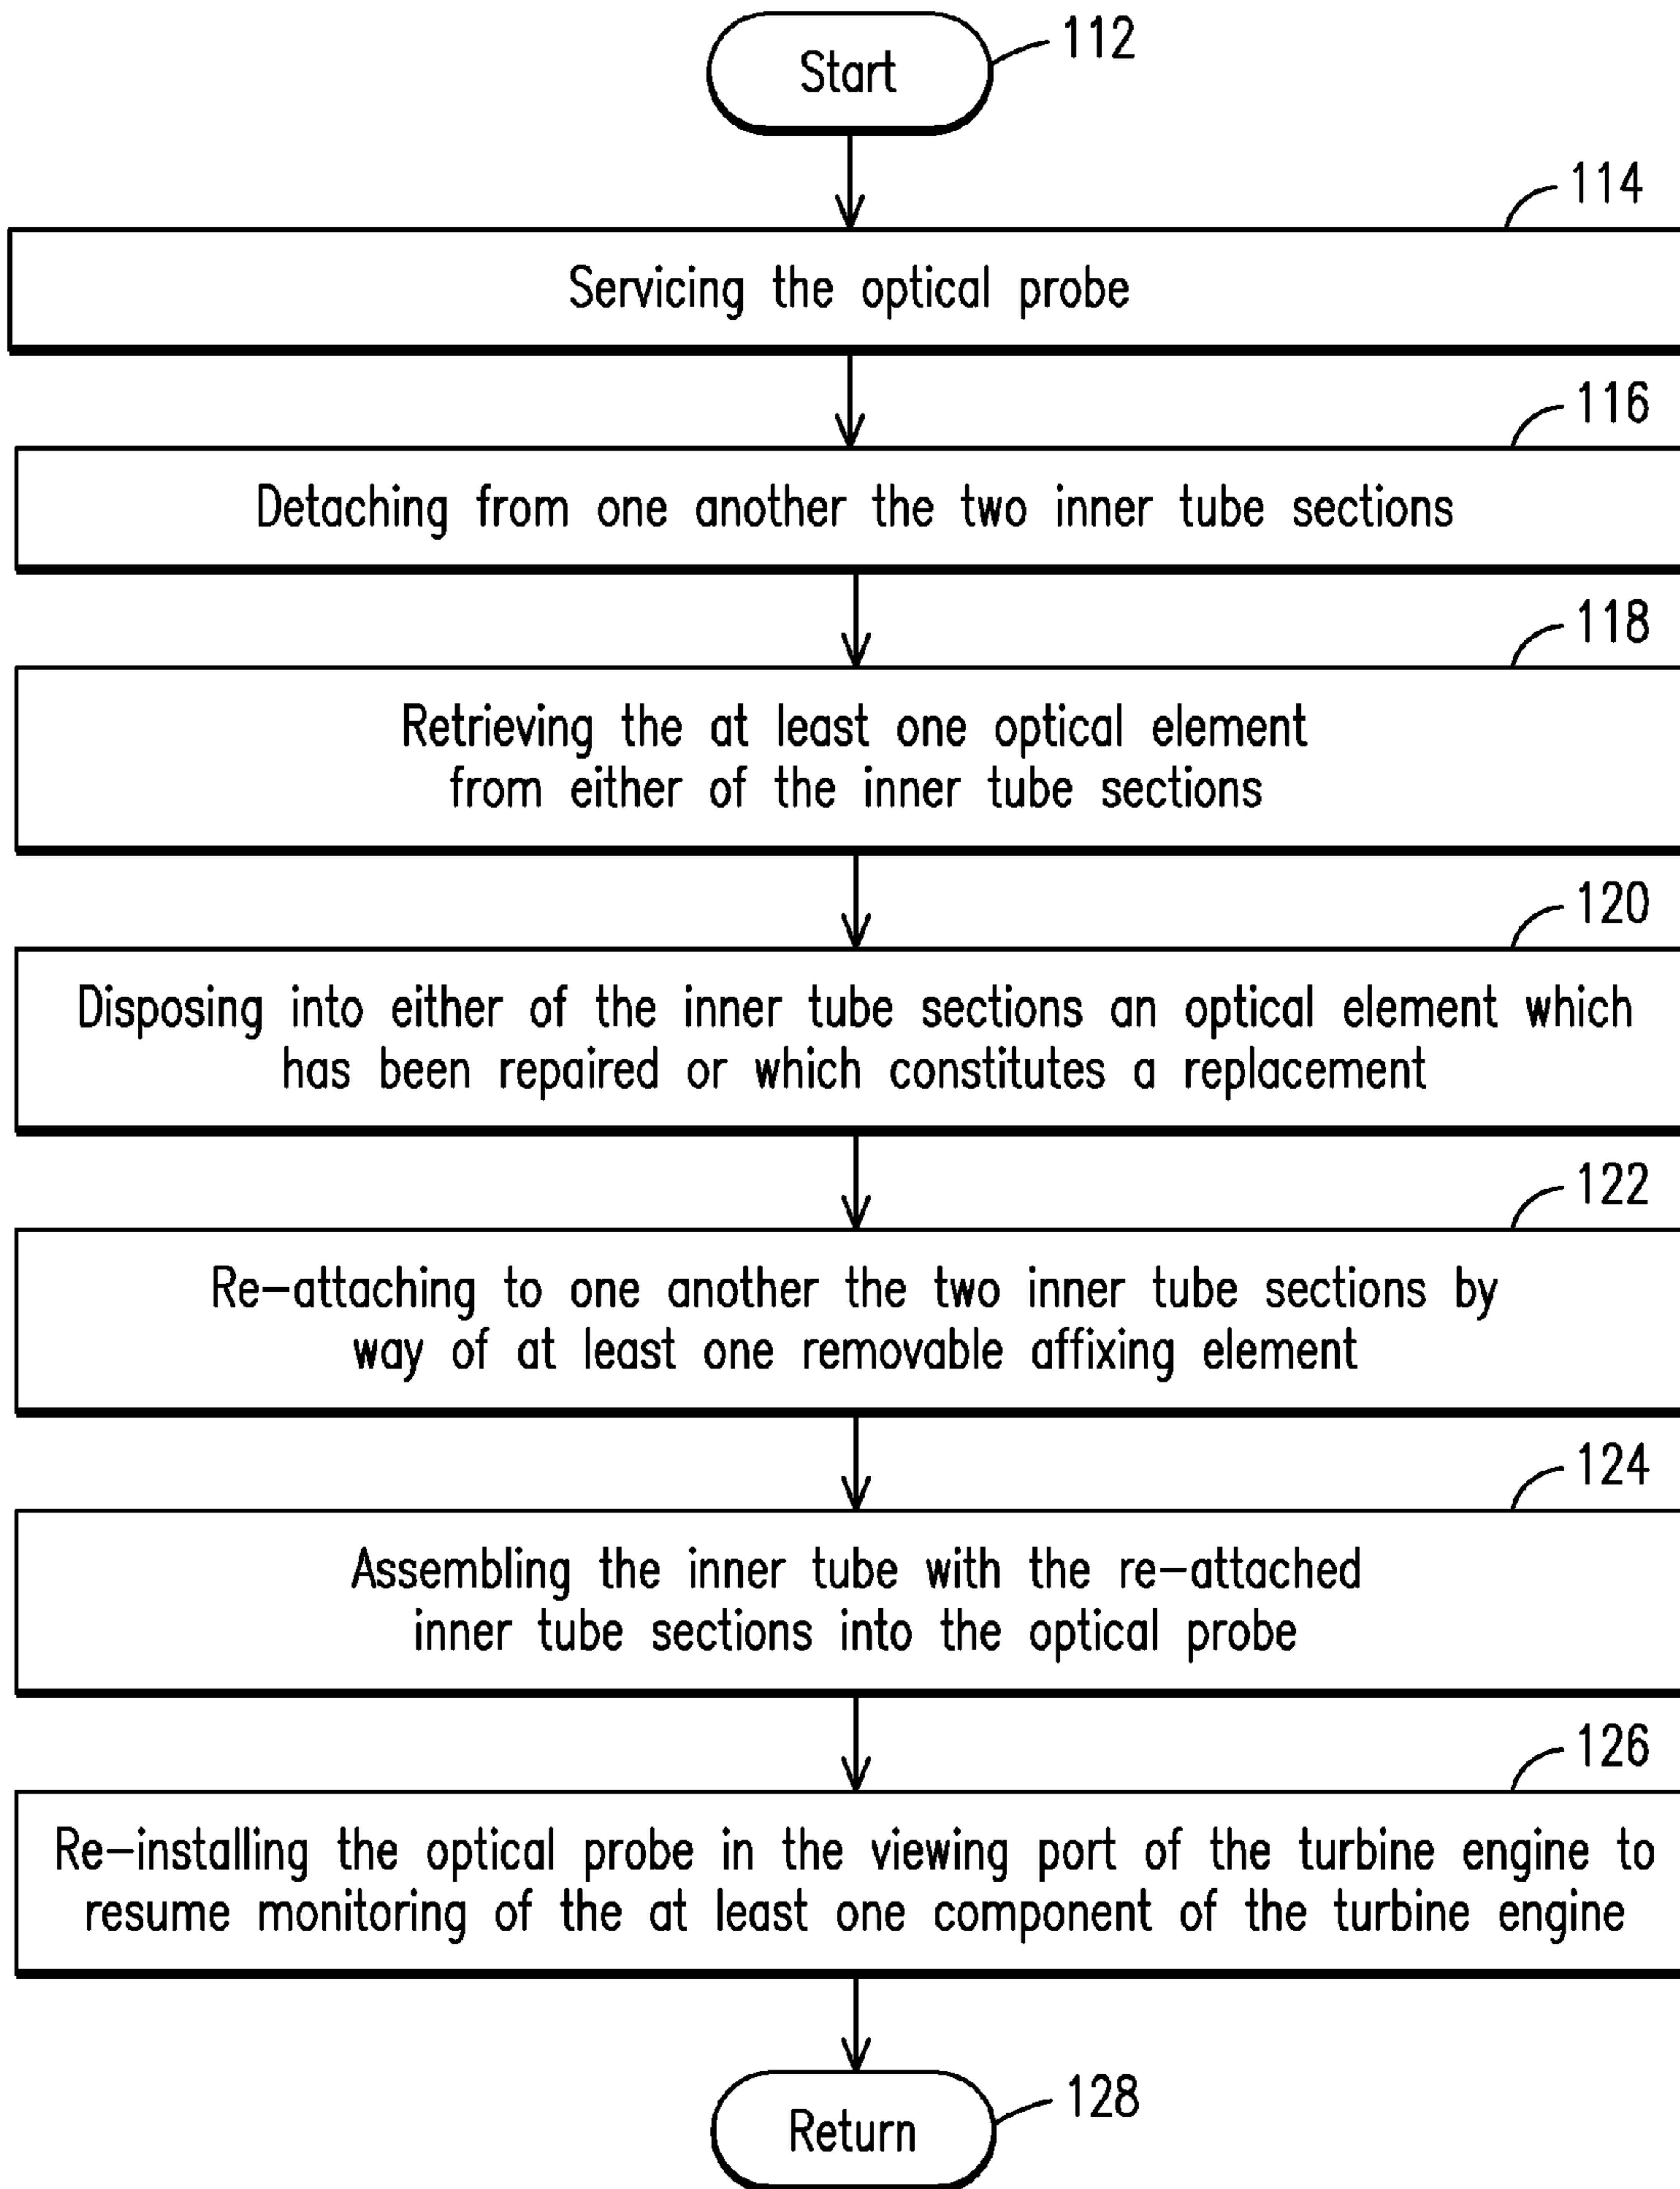 Start
112
114
Servicing the optical probe
116
Detaching from one another the two inner tube sections
118
Retrieving the at least one optical element
from either of the inner tube sections
120
Disposing into either of the inner tube sections an optical element which
has been repaired or which constitutes a replacement
122
Re-attaching to one another the two inner tube sections by
way of at least one removable affixing element
124
Assembling the inner tube with the re-attached
inner tube sections into the optical probe
126
Re-installing the optical probe in the viewing port of the turbine engine to
resume monitoring of the at least one component of the turbine engine
Return
128